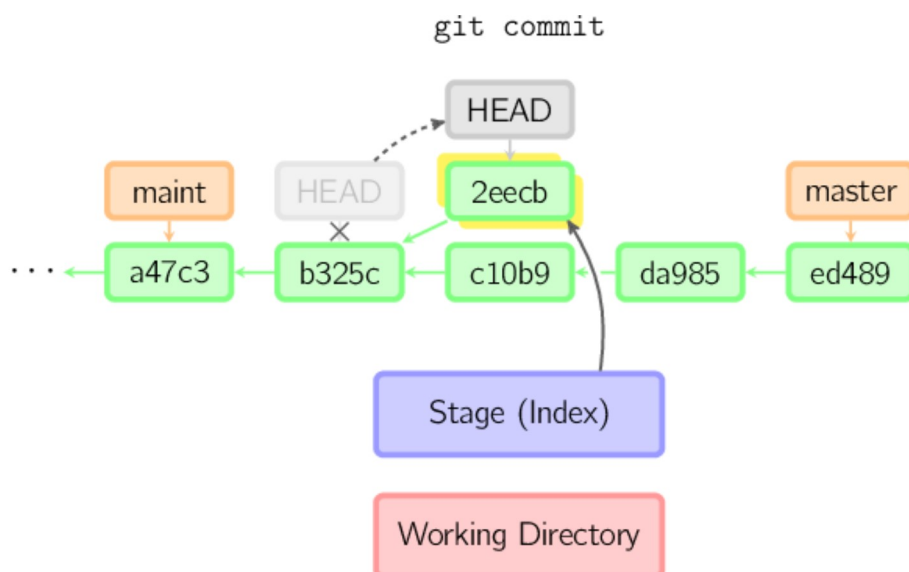 git commit
HEAD
maint
HEAD
2eecb
master
...
a47c3
b325c
c10b9
da985
ed489
Stage (Index)
Working Directory